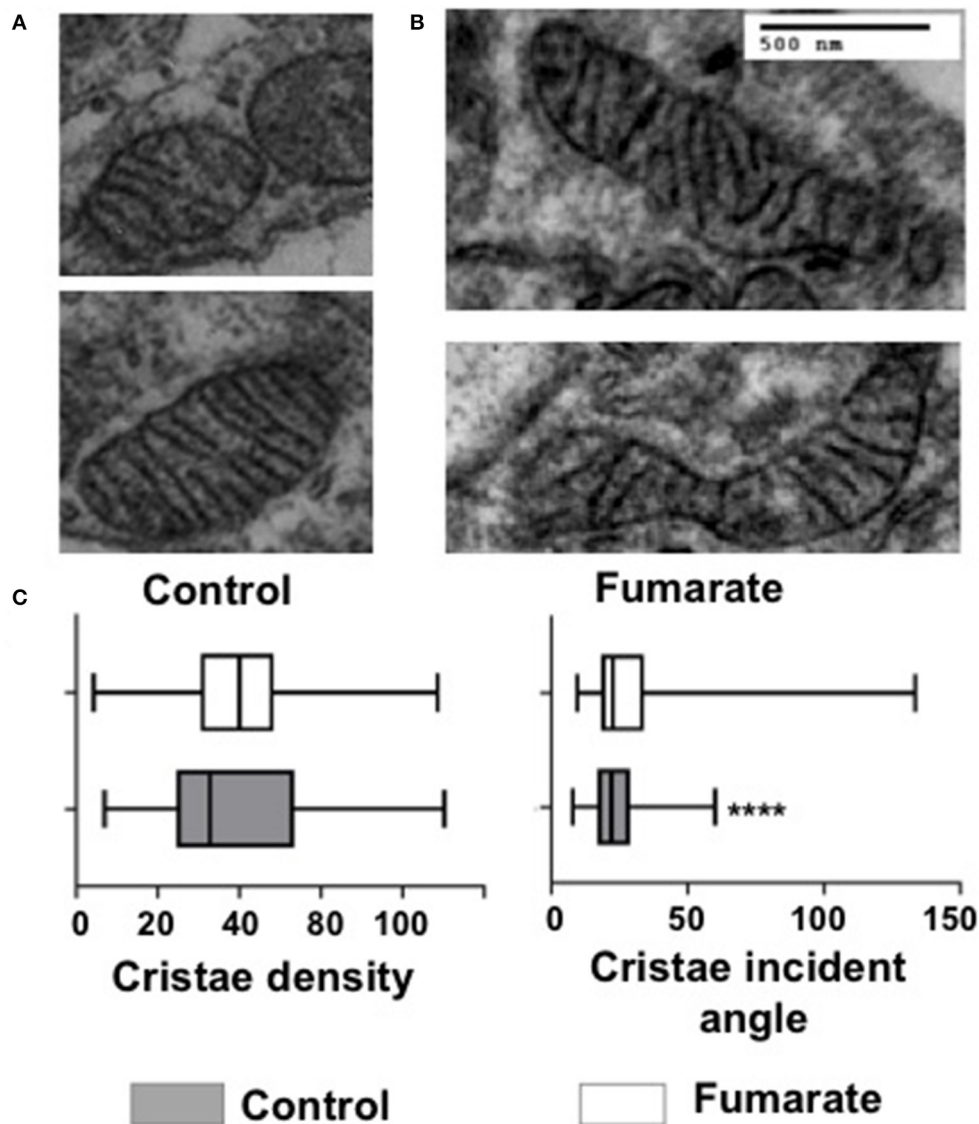 A
B
500 nm
Control
Fumarate
C
****
0 20 40 80 100
0 50 100 150
Cristae density
Cristae incident
angle
Control
Fumarate